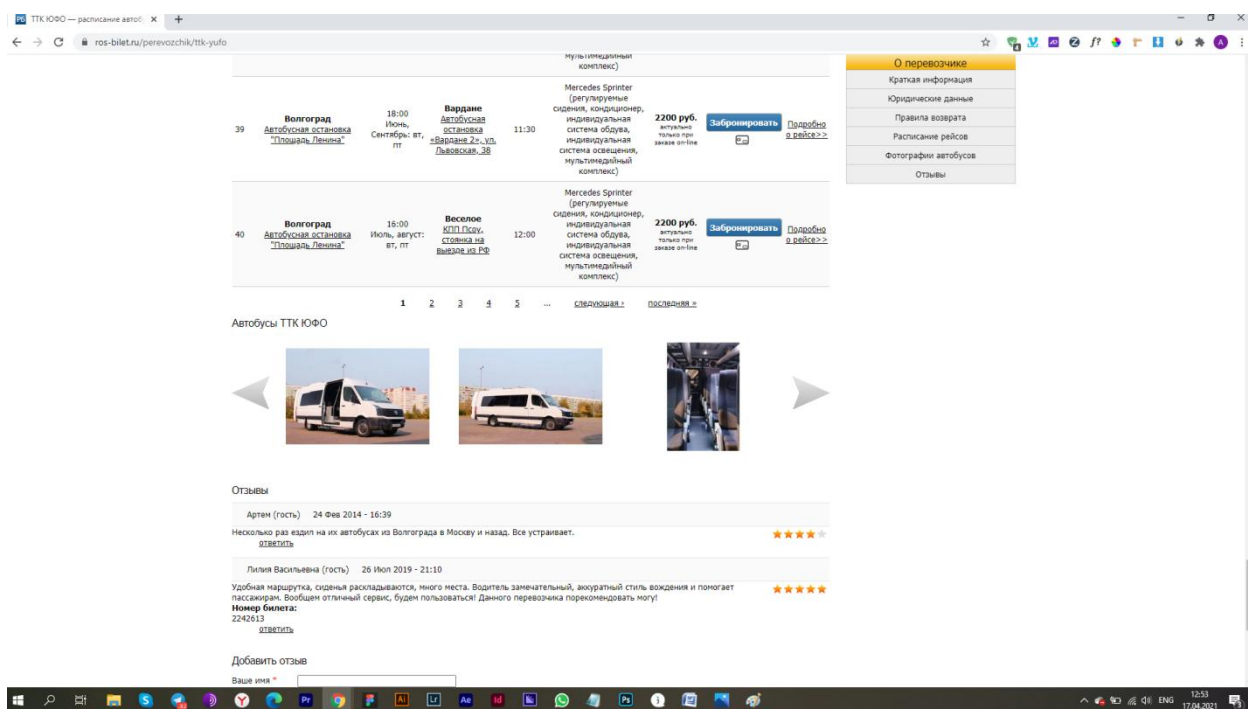 ТТК ЮФО — расписание автоб
ros-bilet.ru/perevozchik/ttk-yufo
мультимедийный
комплекс)
39
Волгоград
Автобусная остановка
"Площадь Ленина"
18:00
Июнь,
Сентябрь: вт,
пт
Вардане
Автобусная
остановка
«Вардане 2», ул.
Львовская, 38
11:30
Mercedes Sprinter
(регулируемые
сидения, кондиционер,
индивидуальная
система обдува,
индивидуальная
система освещения,
мультимедийный
комплекс)
2200 руб.
актуально
только при
заказе on-line
Забронировать
Подробно
о рейсе>>
40
Волгоград
Автобусная остановка
"Площадь Ленина"
16:00
Июль, август:
вт, пт
Веселое
КПП Псоу,
стоянка на
выезде из РФ
12:00
Mercedes Sprinter
(регулируемые
сидения, кондиционер,
индивидуальная
система обдува,
индивидуальная
система освещения,
мультимедийный
комплекс)
2200 руб.
актуально
только при
заказе on-line
Забронировать
Подробно
о рейсе>>
1 2 3 4 5 ... следующая › последняя »
О перевозчике
Краткая информация
Юридические данные
Правила возврата
Расписание рейсов
Фотографии автобусов
Отзывы
Автобусы ТТК ЮФО
Отзывы
Артем (гость) 24 Фев 2014 - 16:39
Несколько раз ездил на их автобусах из Волгограда в Москву и назад. Все устраивает.
ответить
Лилия Васильевна (гость) 26 Июл 2019 - 21:10
Удобная маршрутка, сиденья раскладываются, много места. Водитель замечательный, аккуратный стиль вождения и помогает
пассажирам. Вообщем отличный сервис, будем пользоваться! Данного перевозчика порекомендовать могу!
Номер билета:
2242613
ответить
Добавить отзыв
Ваше имя *
ENG
12:53
17.04.2021